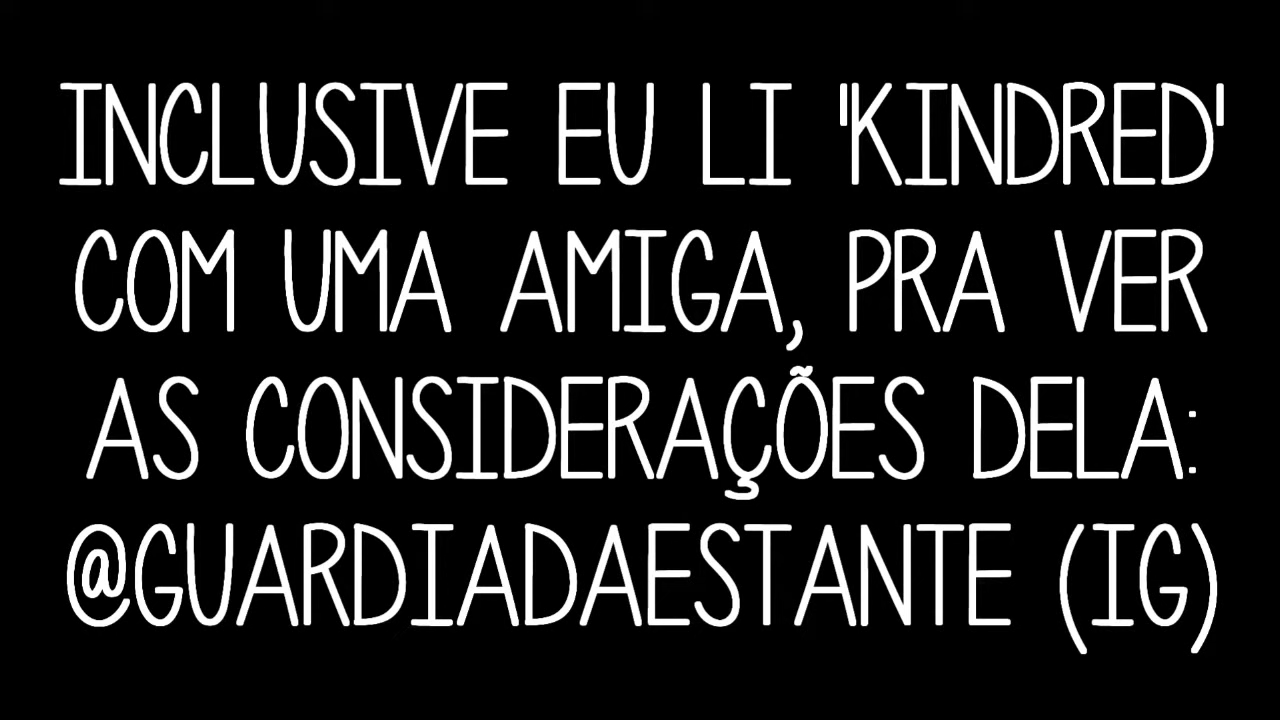 INCLUSIVE EU LI 'KINDRED'
COM UMA AMIGA, PRA VER
AS CONSIDERAÇÕES DELA:
@GUARDIADAESTANTE (IG)